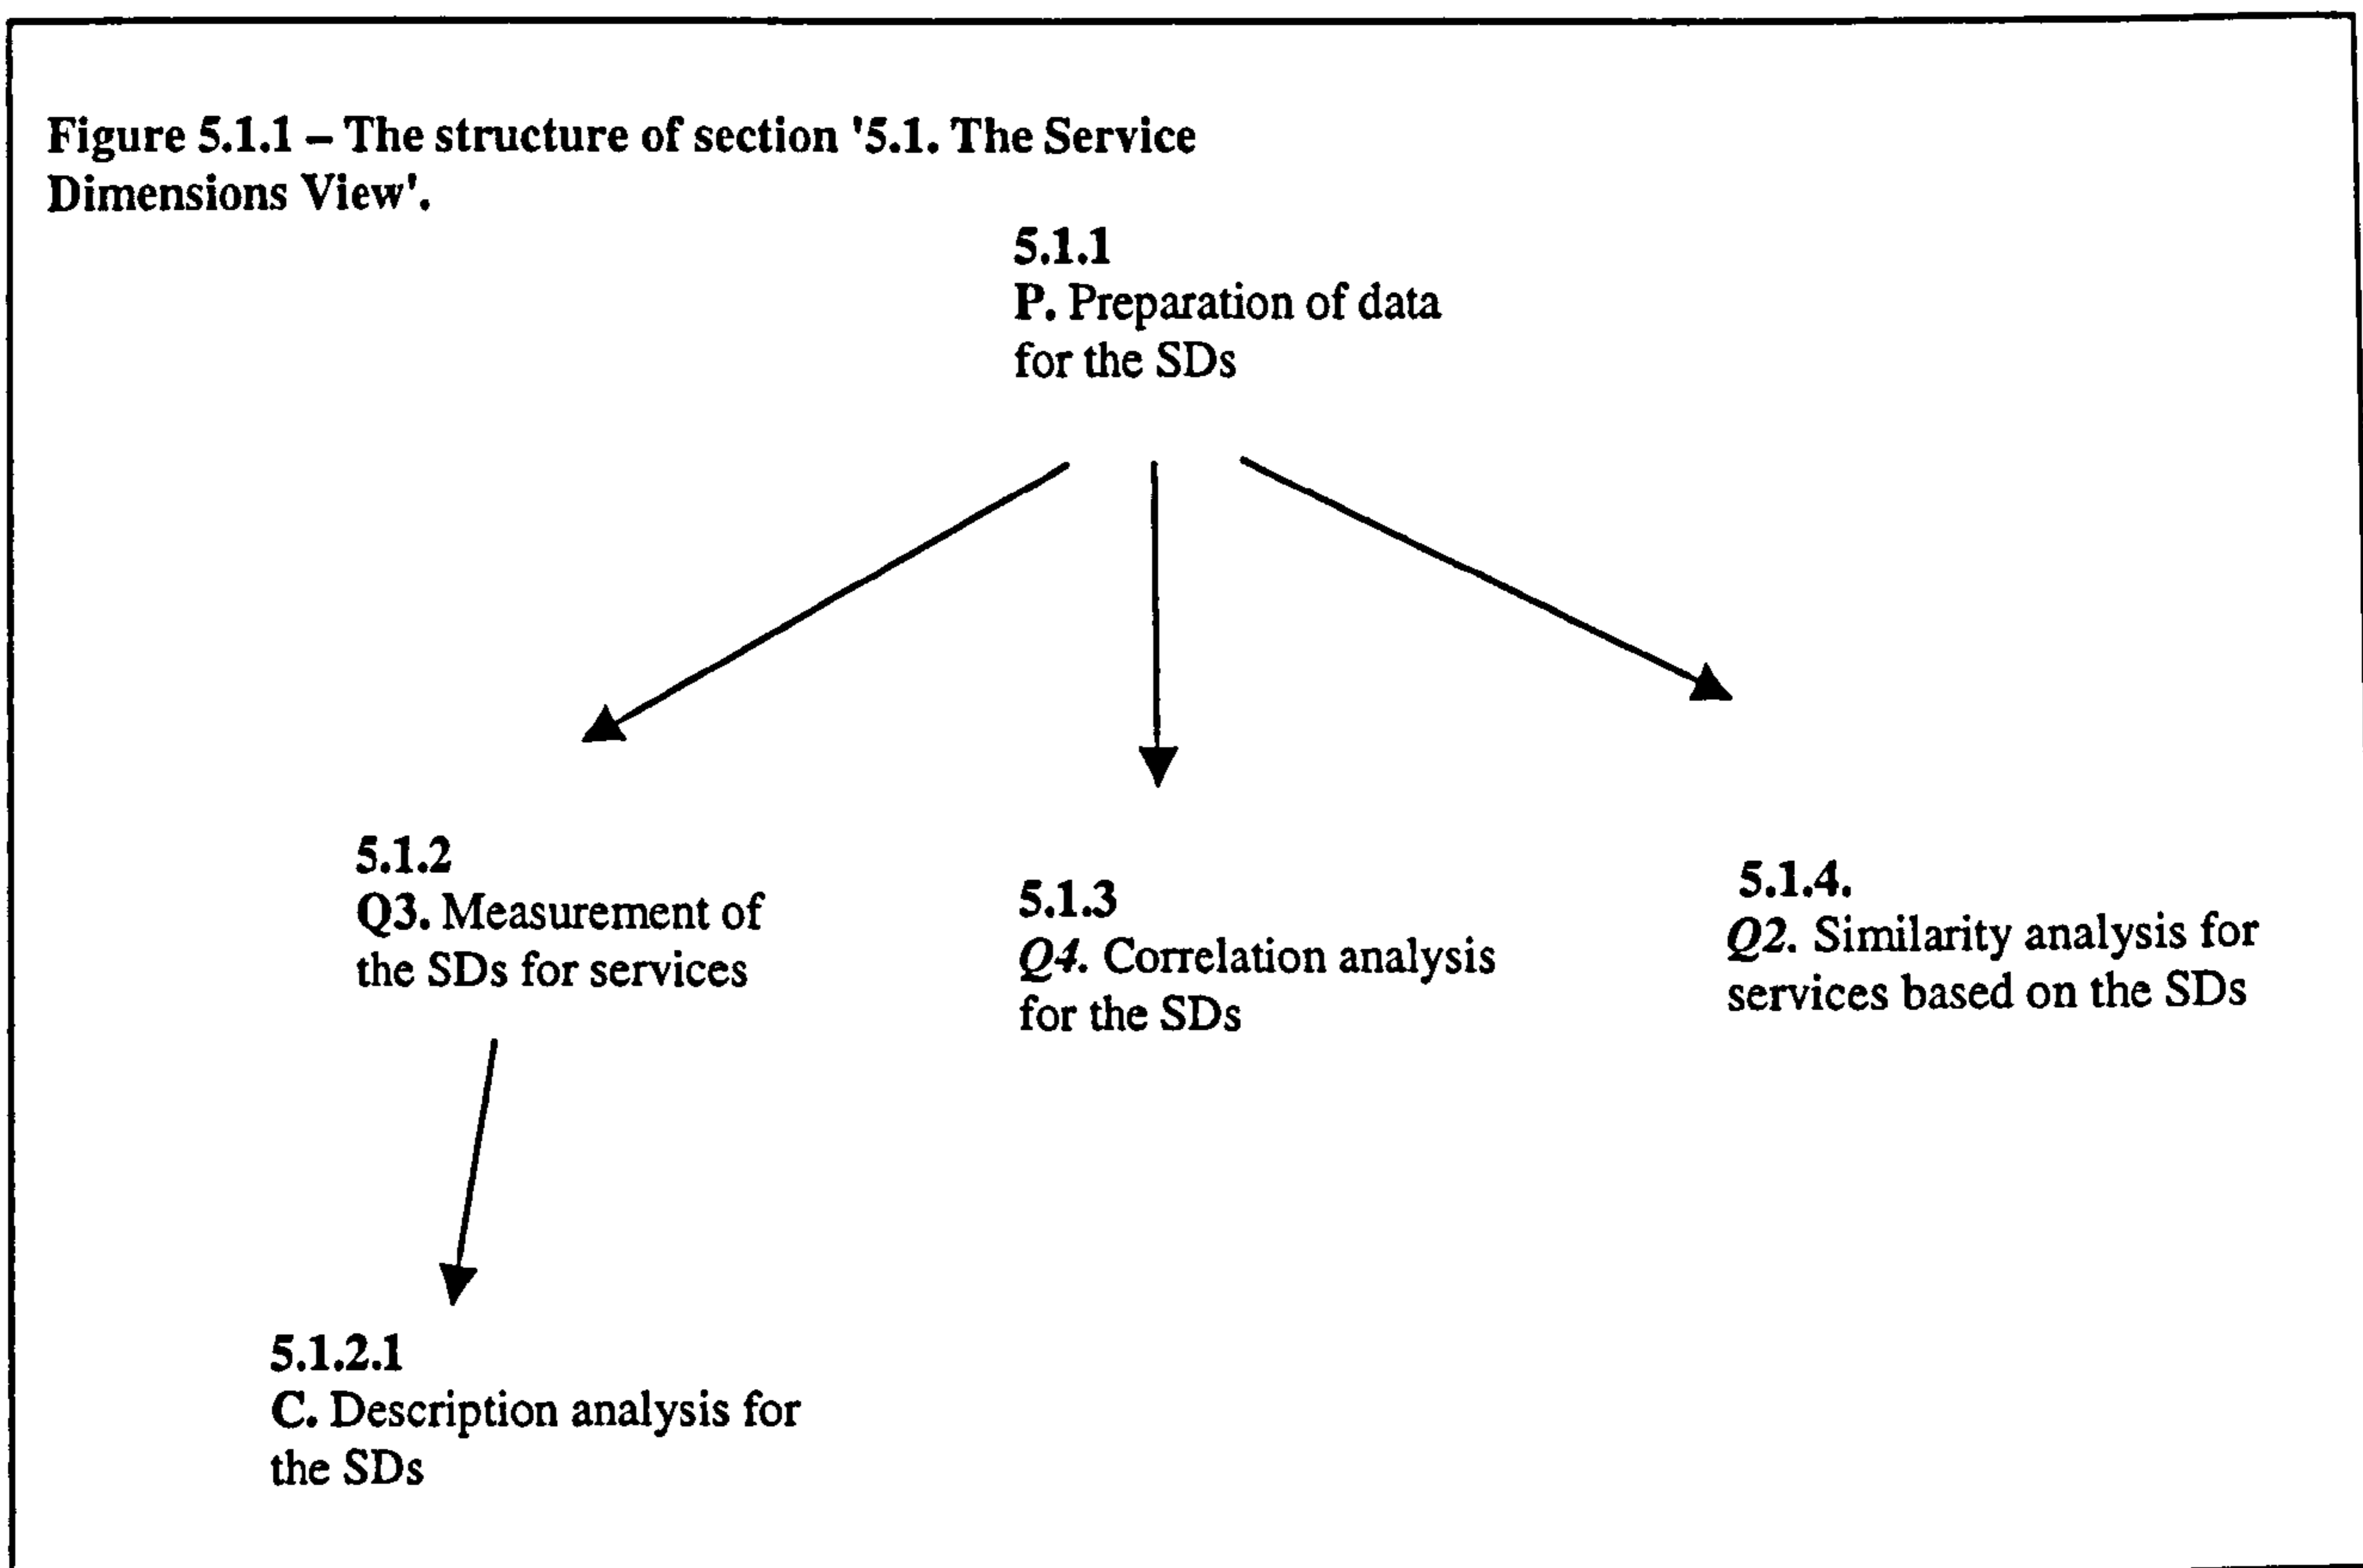 Figure 5.1.1 – The structure of section '5.1. The Service
Dimensions View'.
5.1.1
P. Preparation of data
for the SDs
5.1.2
Q3. Measurement of
the SDs for services
5.1.3
Q4. Correlation analysis
for the SDs
5.1.4.
Q2. Similarity analysis for
services based on the SDs
5.1.2.1
C. Description analysis for
the SDs